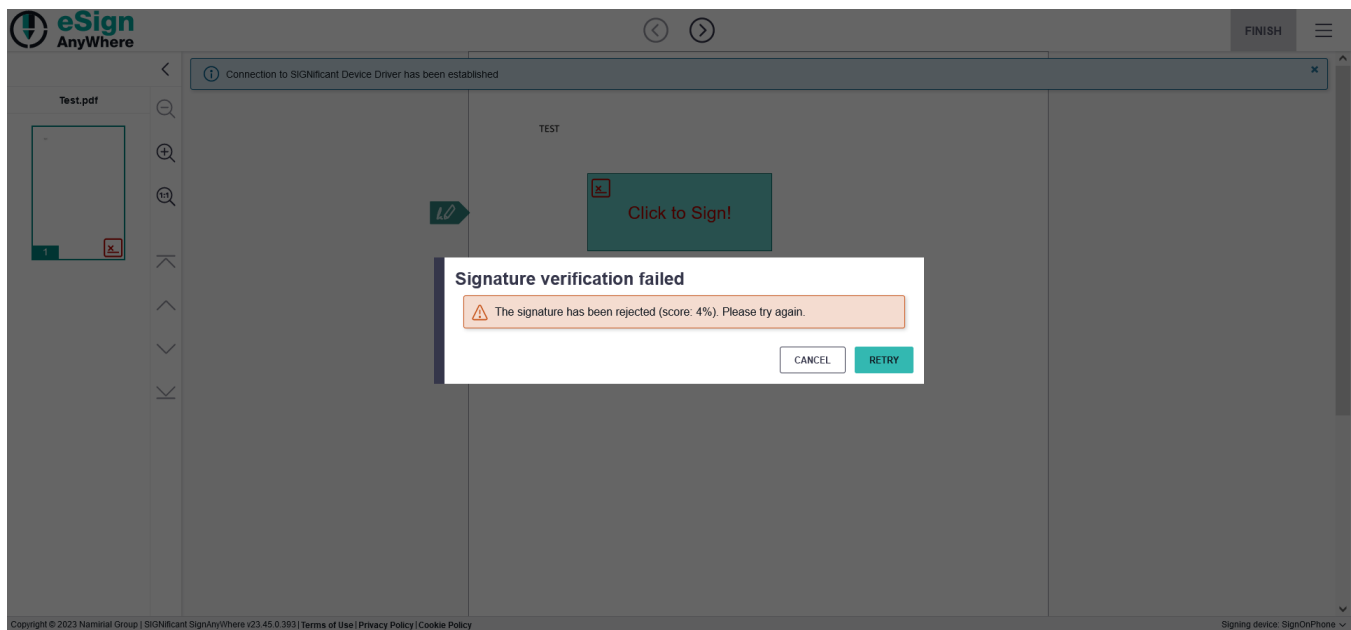 eSign
AnyWhere
FINISH
Connection to SIGNificant Device Driver has been established
×
Test.pdf
1:1
1
x
TEST
x
Click to Sign!
Signature verification failed
The signature has been rejected (score: 4%). Please try again.
CANCEL
RETRY
Copyright © 2023 Namirial Group | SIGNificant SignAnyWhere v23.45.0.393 | Terms of Use | Privacy Policy | Cookie Policy
Signing device: SignOnPhone